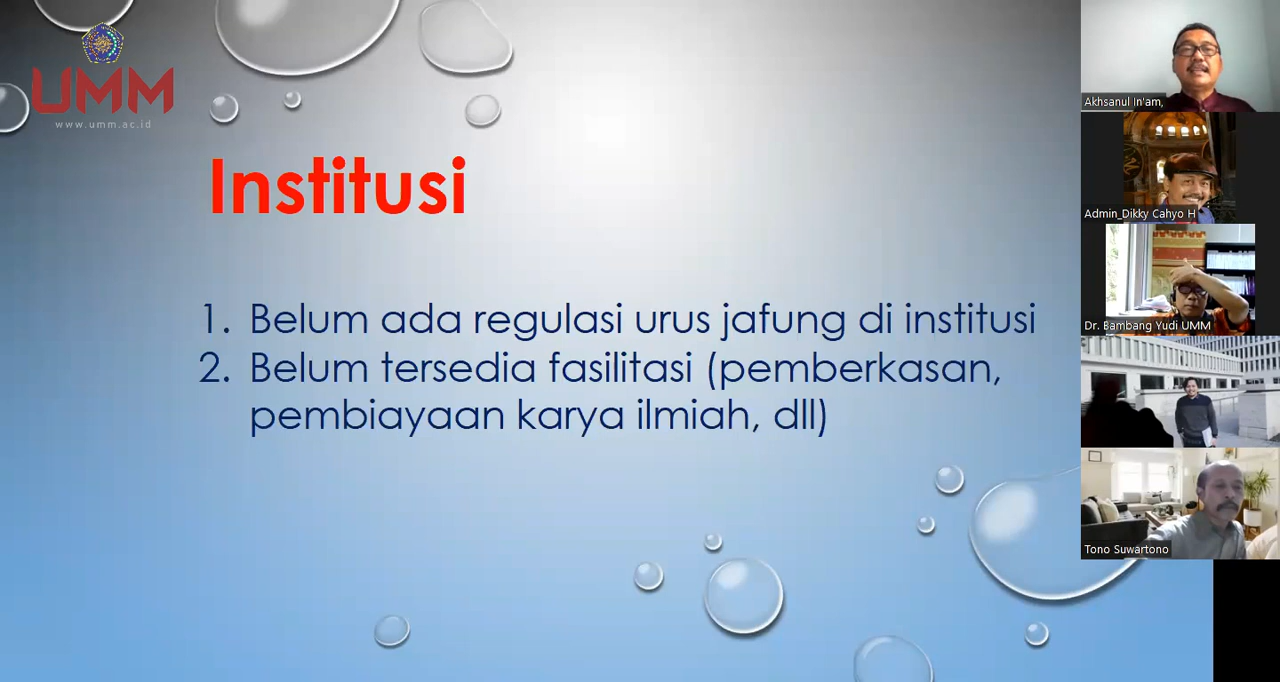 UMM
www.umm.ac.id
Institusi
1. Belum ada regulasi urus jafung di institusi
2. Belum tersedia fasilitasi (pemberkasan,
pembiayaan karya ilmiah, dll)
Akhsanul In'am,
Admin_Dikky Cahyo H
Dr. Bambang Yudi UMM
Tono Suwartono